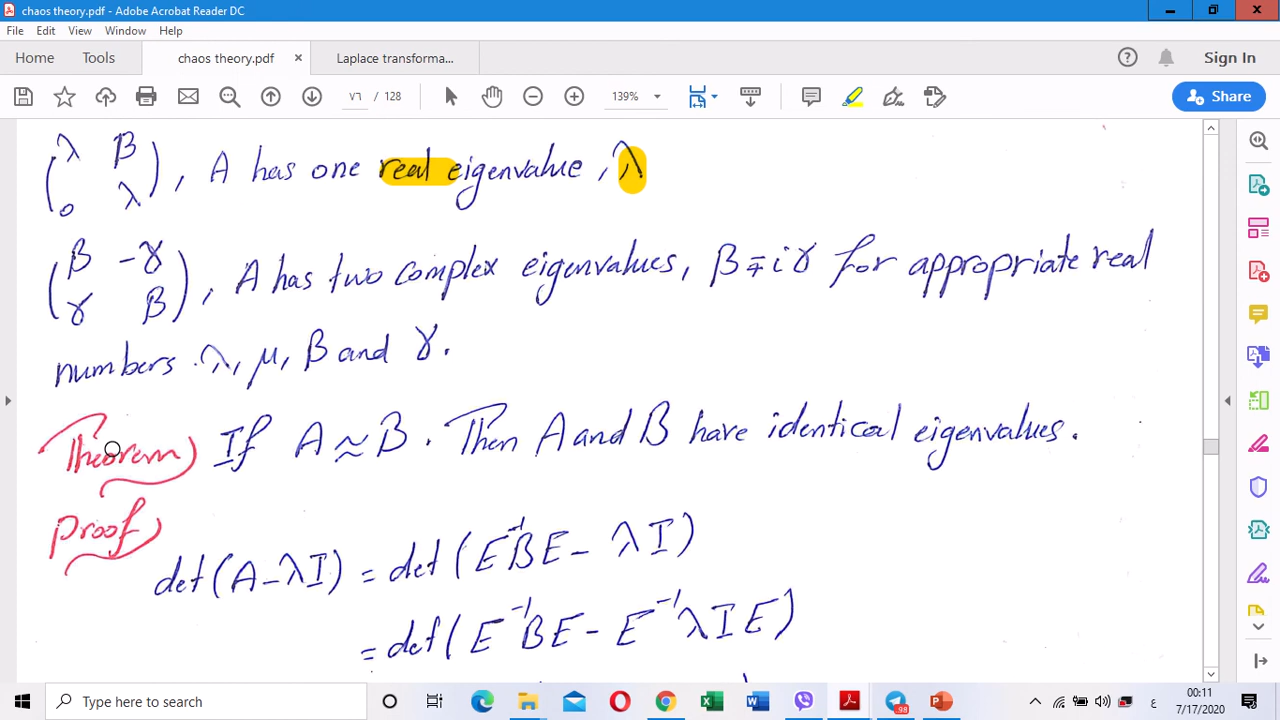 chaos theory.pdf - Adobe Acrobat Reader DC
File Edit View Window Help
Home Tools chaos theory.pdf × Laplace transforma... ? Sign In
٧٦ / 128 139% Share
(λ β
0 λ), A has one real eigenvalue, λ
(β -γ
γ β), A has two complex eigenvalues, β∓iγ for appropriate real
numbers. λ, μ, β and γ.
Theorem) If A ≈ B. Then A and B have identical eigenvalues.
Proof)
det(A-λI) = det(E⁻¹BE - λI)
= det(E⁻¹BE - E⁻¹λIE)
Type here to search
98
ع 00:11
7/17/2020